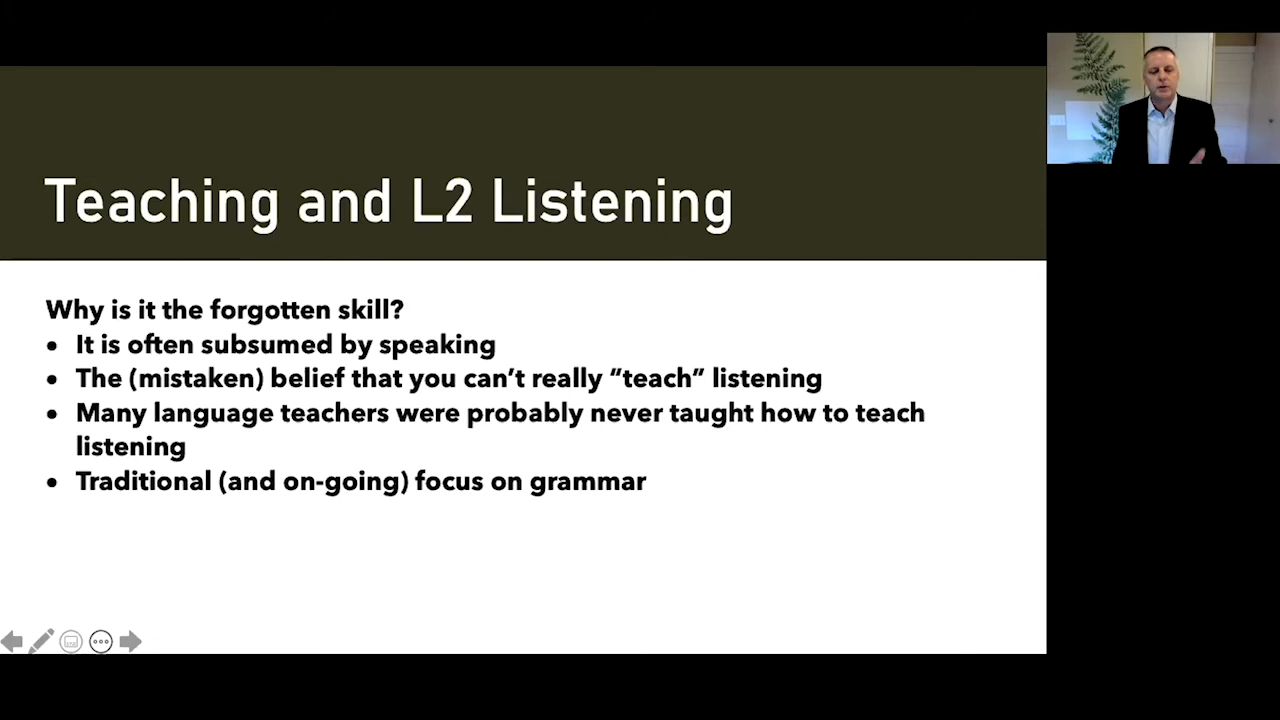 Teaching and L2 Listening
Why is it the forgotten skill?
• It is often subsumed by speaking
• The (mistaken) belief that you can’t really “teach” listening
• Many language teachers were probably never taught how to teach
listening
• Traditional (and on-going) focus on grammar